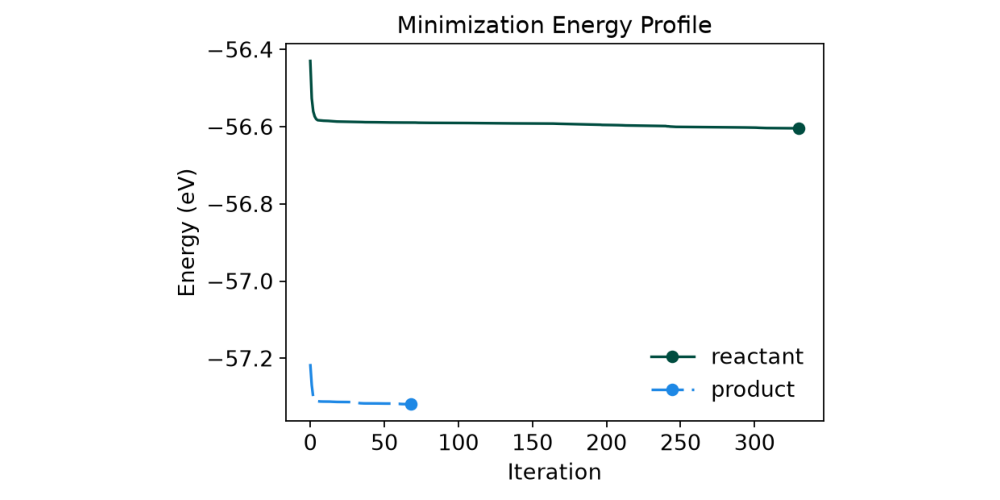 Minimization Energy Profile
Energy (eV)
−56.4
−56.6
−56.8
−57.0
−57.2
reactant
product
0 50 100 150 200 250 300
Iteration